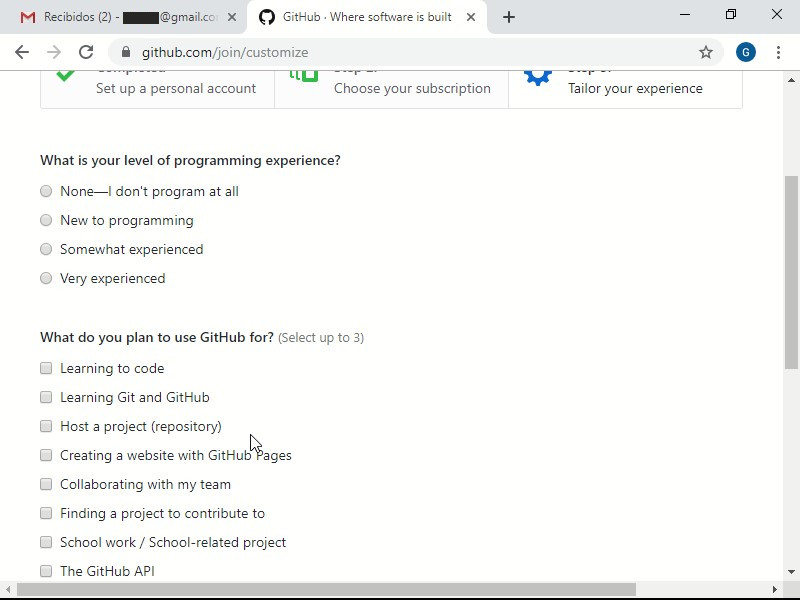 Recibidos (2) - @gmail.co
GitHub · Where software is built
github.com/join/customize
G
Completed
Set up a personal account
Step 2:
Choose your subscription
Step 3:
Tailor your experience
What is your level of programming experience?
None—I don't program at all
New to programming
Somewhat experienced
Very experienced
What do you plan to use GitHub for? (Select up to 3)
Learning to code
Learning Git and GitHub
Host a project (repository)
Creating a website with GitHub Pages
Collaborating with my team
Finding a project to contribute to
School work / School-related project
The GitHub API